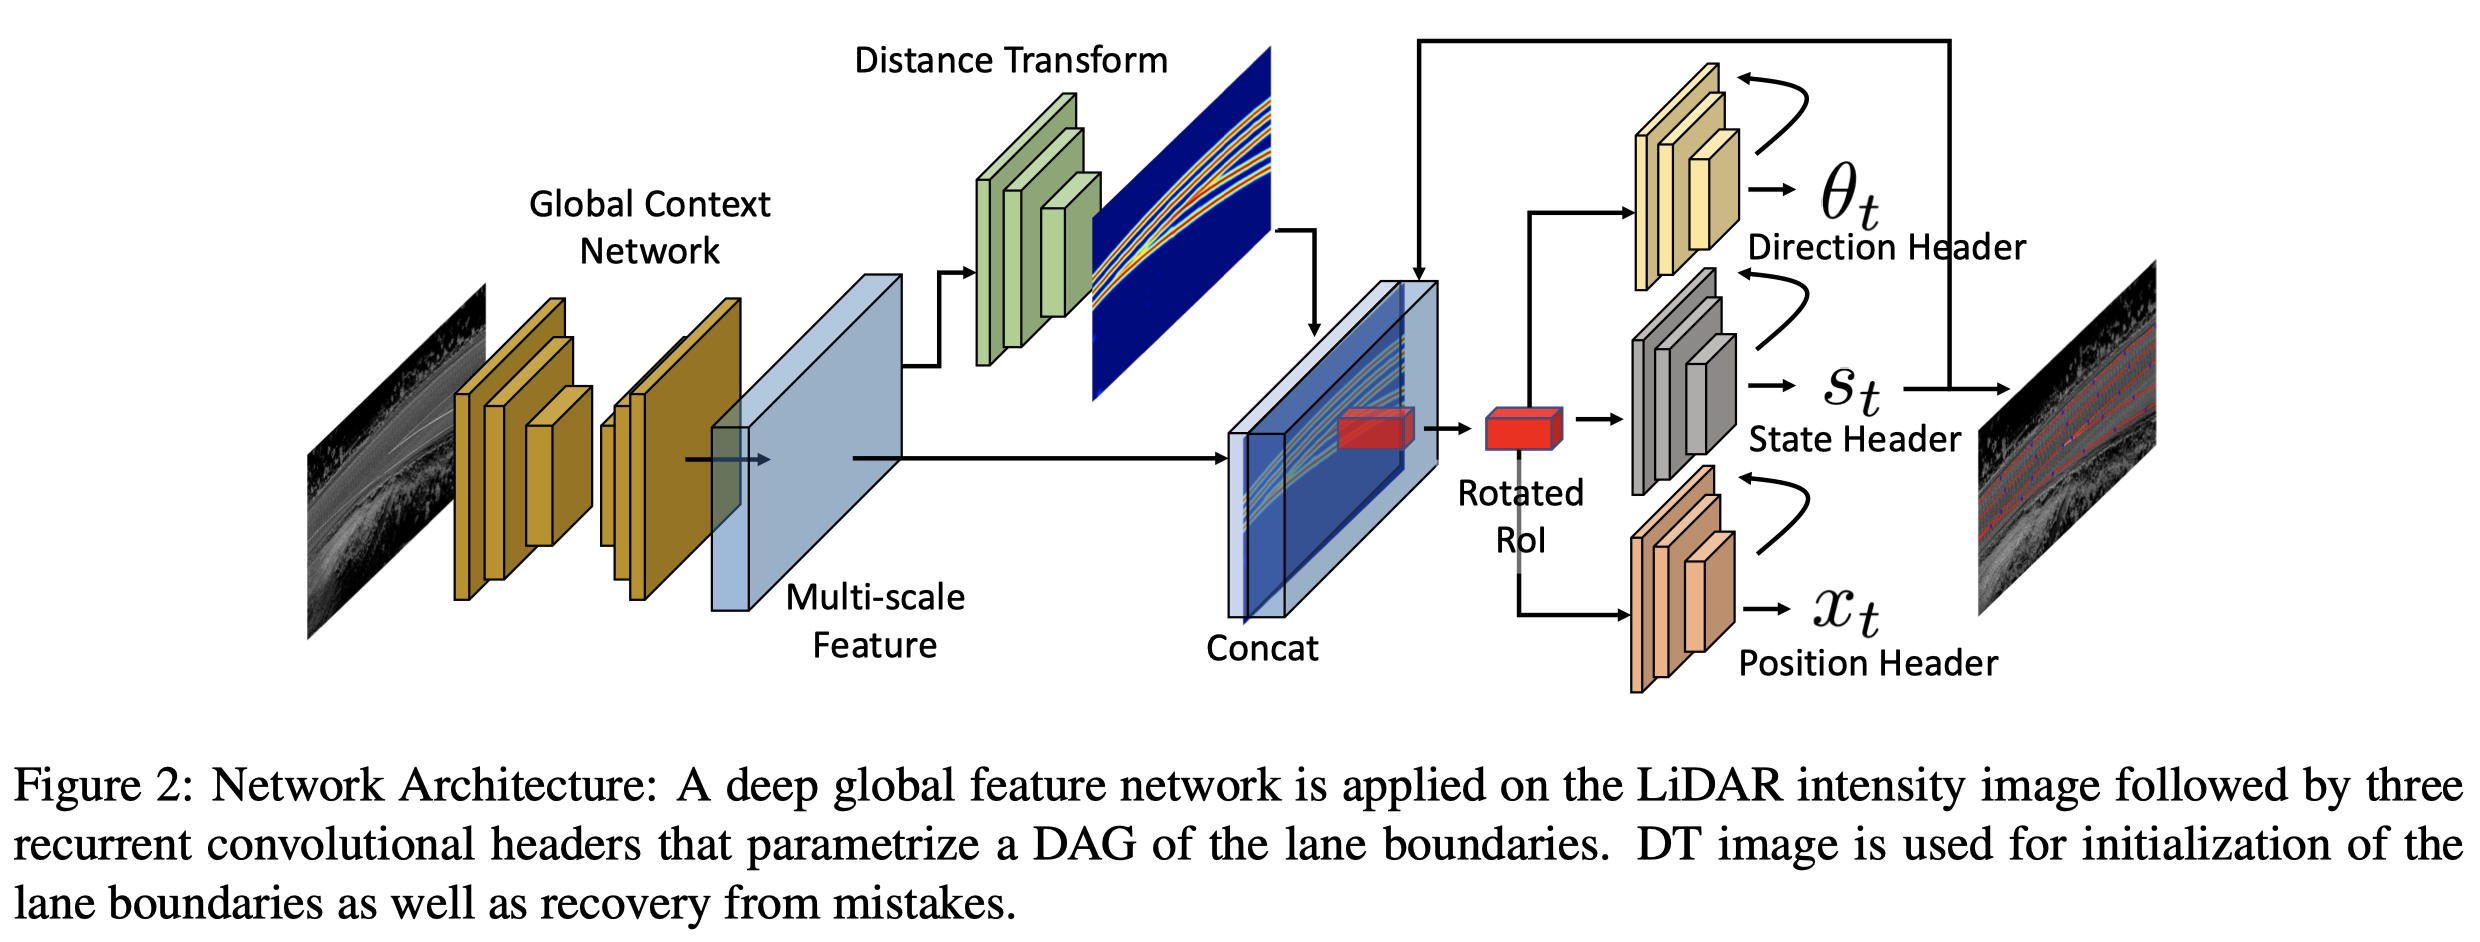 Distance Transform
Global Context
Network
Multi-scale
Feature
Concat
Rotated
RoI
θt
Direction Header
st
State Header
xt
Position Header
Figure 2: Network Architecture: A deep global feature network is applied on the LiDAR intensity image followed by three
recurrent convolutional headers that parametrize a DAG of the lane boundaries. DT image is used for initialization of the
lane boundaries as well as recovery from mistakes.